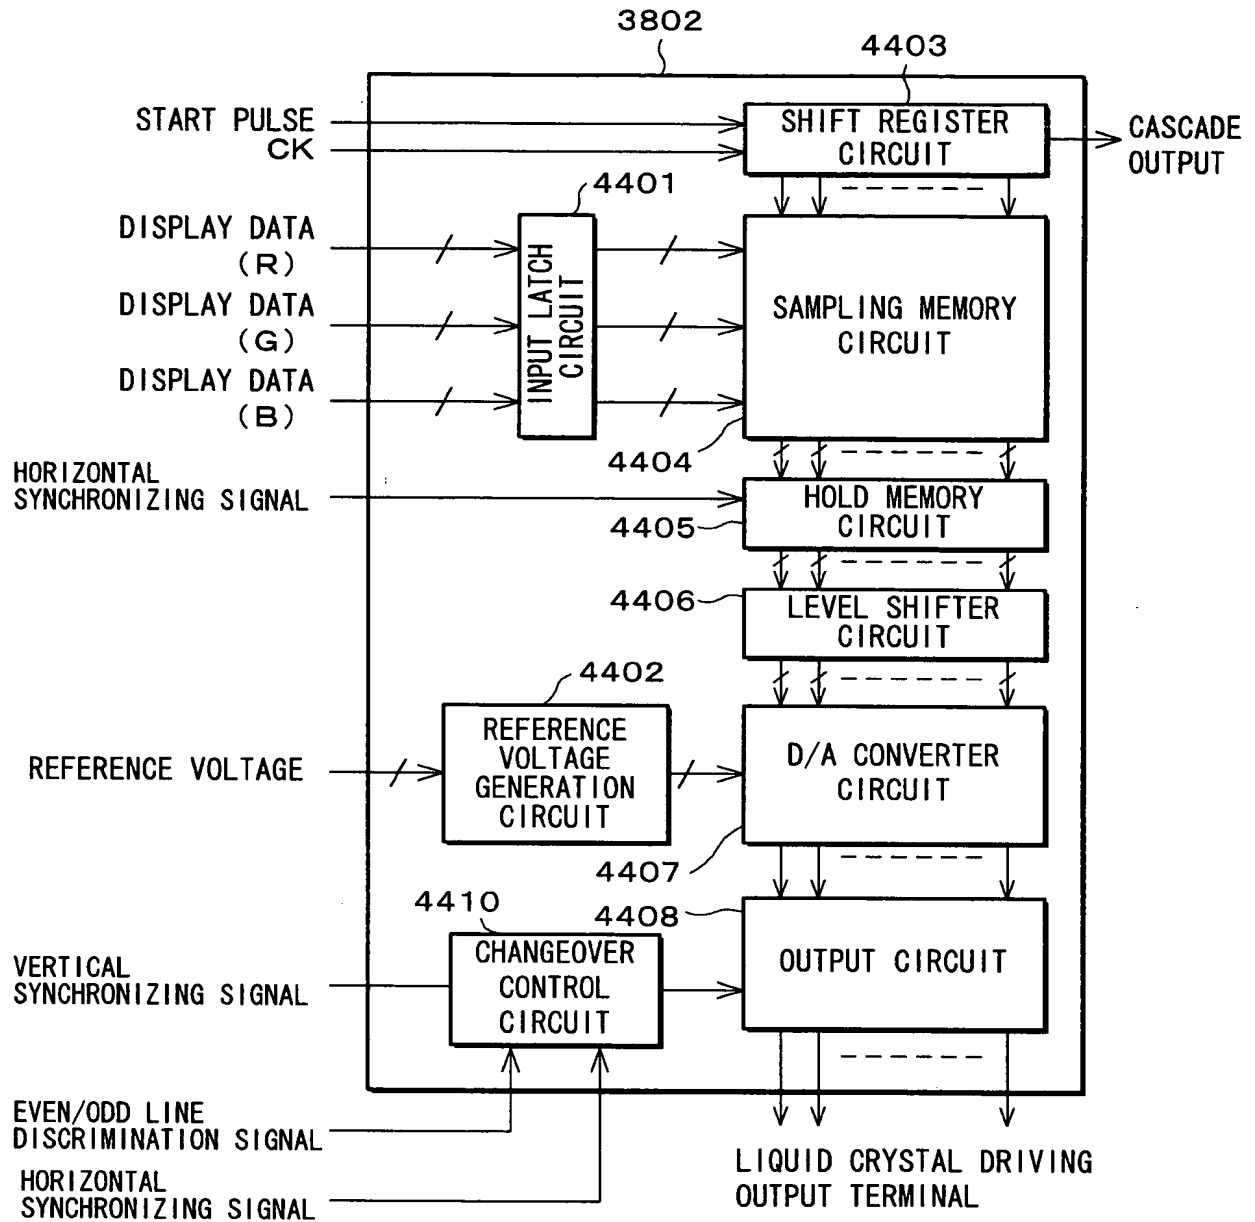 3802
4403
START PULSE
CK
SHIFT REGISTER
CIRCUIT
CASCADE
OUTPUT
4401
DISPLAY DATA
(R)
DISPLAY DATA
(G)
DISPLAY DATA
(B)
INPUT LATCH
CIRCUIT
SAMPLING MEMORY
CIRCUIT
4404
HORIZONTAL
SYNCHRONIZING SIGNAL
HOLD MEMORY
CIRCUIT
4405
4406
LEVEL SHIFTER
CIRCUIT
4402
REFERENCE VOLTAGE
REFERENCE
VOLTAGE
GENERATION
CIRCUIT
D/A CONVERTER
CIRCUIT
4407
4410
4408
VERTICAL
SYNCHRONIZING SIGNAL
CHANGEOVER
CONTROL
CIRCUIT
OUTPUT CIRCUIT
EVEN/ODD LINE
DISCRIMINATION SIGNAL
HORIZONTAL
SYNCHRONIZING SIGNAL
LIQUID CRYSTAL DRIVING
OUTPUT TERMINAL